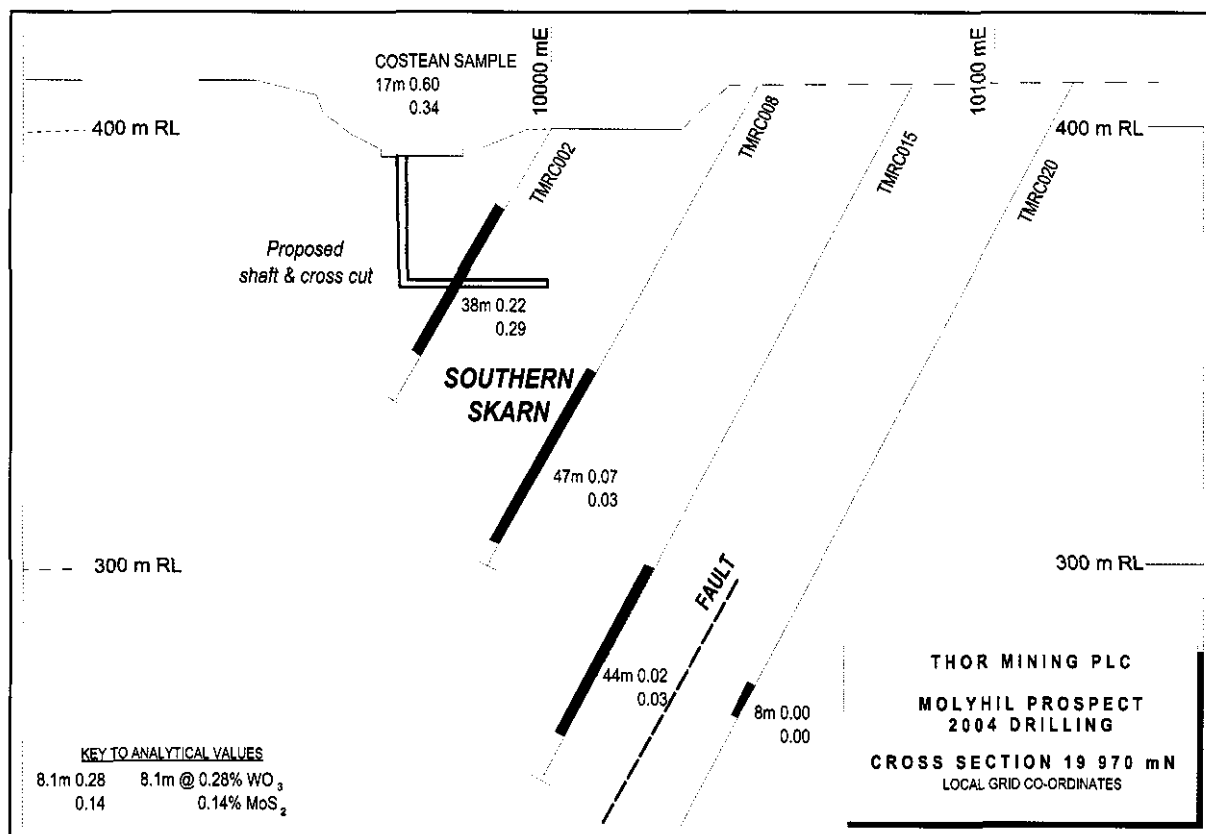 COSTEAN SAMPLE
17m 0.60
0.34
10000 mE
10100 mE
400 m RL
400 m RL
TMRC002
TMRC008
TMRC015
TMRC020
Proposed
shaft & cross cut
38m 0.22
0.29
SOUTHERN
SKARN
47m 0.07
0.03
300 m RL
300 m RL
FAULT
44m 0.02
0.03
8m 0.00
0.00
KEY TO ANALYTICAL VALUES
8.1m 0.28 8.1m @ 0.28% WO3
0.14 0.14% MoS2
THOR MINING PLC
MOLYHIL PROSPECT
2004 DRILLING
CROSS SECTION 19 970 mN
LOCAL GRID CO-ORDINATES